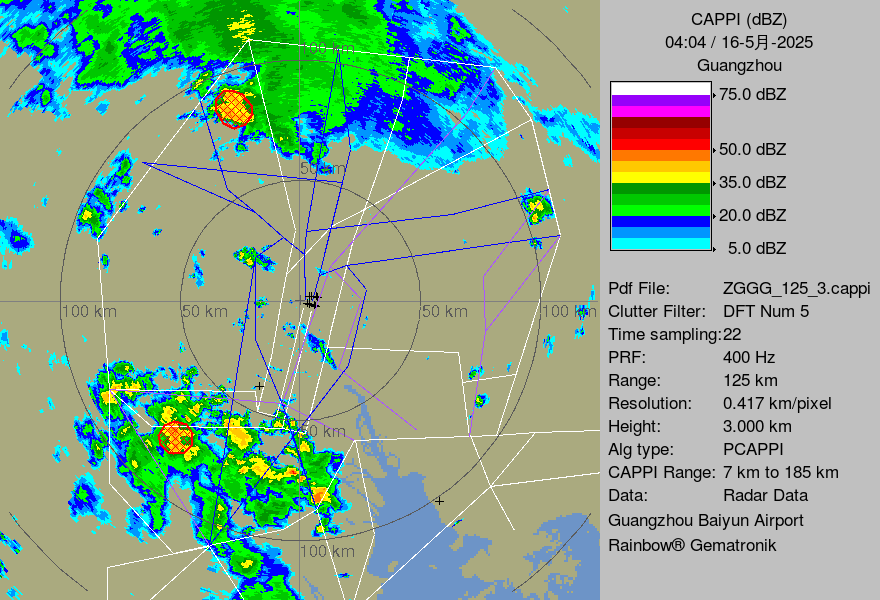 CAPPI (dBZ)
04:04 / 16-5月-2025
Guangzhou
75.0 dBZ
50.0 dBZ
35.0 dBZ
20.0 dBZ
5.0 dBZ
Pdf File: ZGGG_125_3.cappi
Clutter Filter: DFT Num 5
Time sampling:22
PRF: 400 Hz
Range: 125 km
Resolution: 0.417 km/pixel
Height: 3.000 km
Alg type: PCAPPI
CAPPI Range: 7 km to 185 km
Data: Radar Data
Guangzhou Baiyun Airport
Rainbow® Gematronik
100 km
50 km
100 km
50 km
50 km
100 km
50 km
100 km